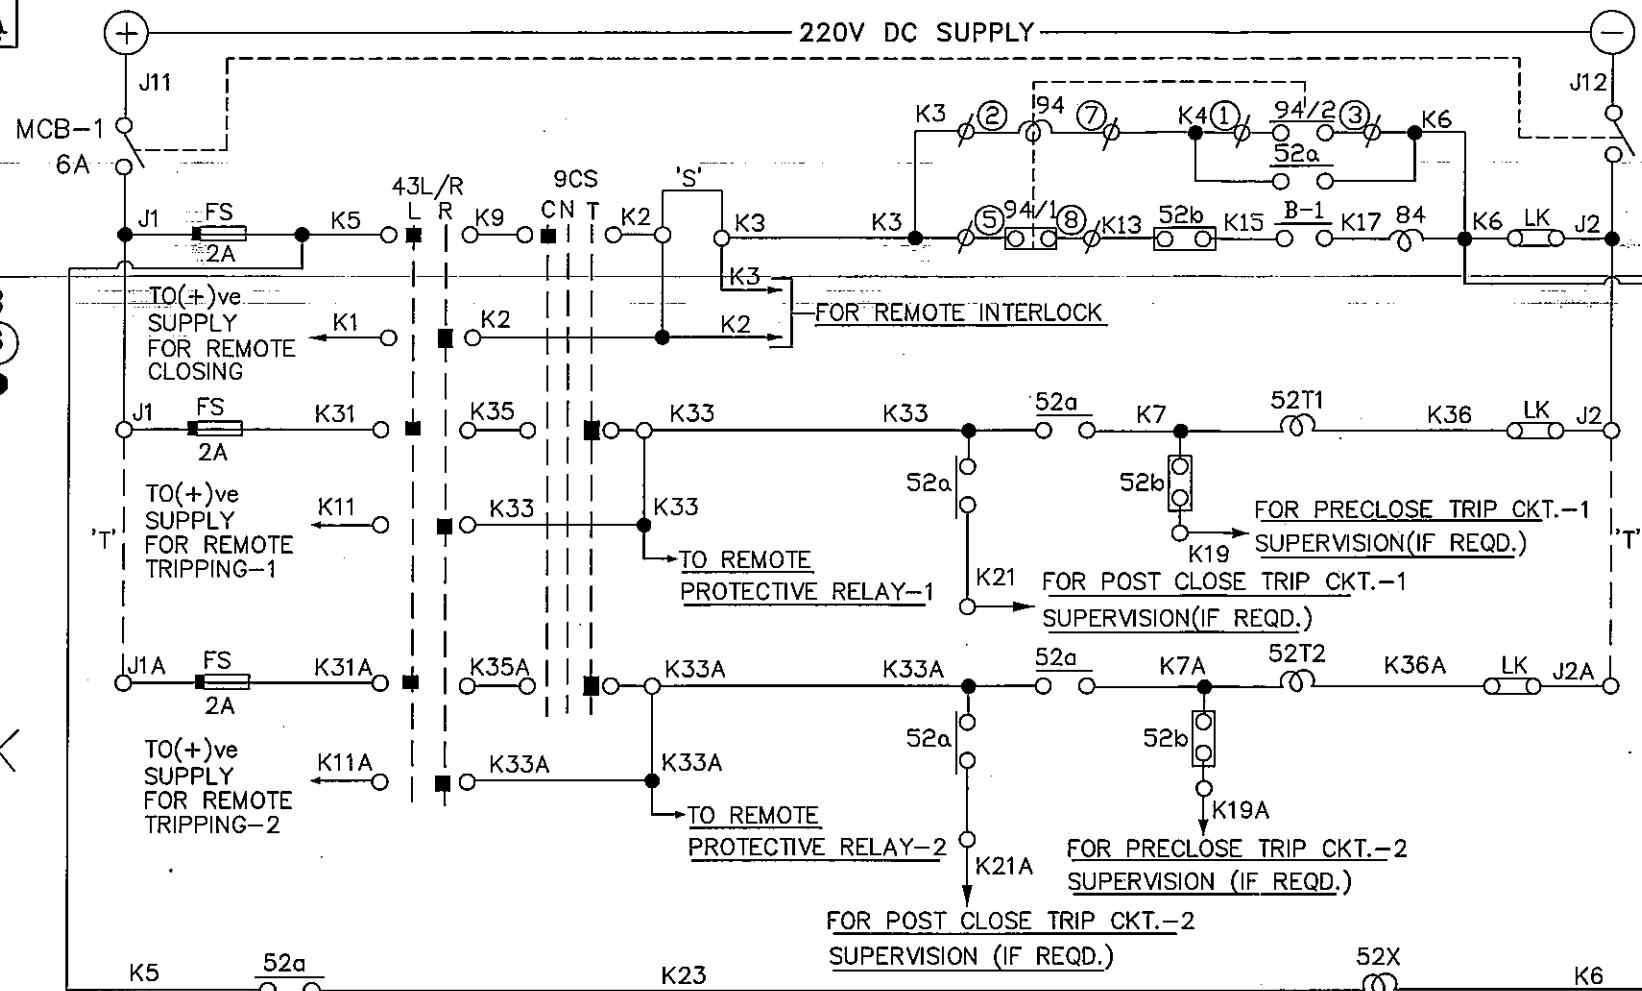 220V DC SUPPLY
J11
J12
MCB-1
6A
K3 ② 94 ⑦ K4 ① 94/2 ③ K6
52a
43L/R
9CS
'S'
L R
C N T
J1 FS K5 K9 K2 K3 K3 ⑤ 94/1 ⑧ K13 52b K15 B-1 K17 84 K6 LK J2
2A
K3
TO(+)ve
SUPPLY
FOR REMOTE
CLOSING
K1 K2 K2
FOR REMOTE INTERLOCK
J1 FS K31 K35 K33 K33 52a K7 52T1 K36 LK J2
2A
52a
52b
TO(+)ve
SUPPLY
FOR REMOTE
TRIPPING-1
K11 K33 K33
'T'
'T'
TO REMOTE
PROTECTIVE RELAY-1
K19
FOR PRECLOSE TRIP CKT.-1
SUPERVISION(IF REQD.)
K21
FOR POST CLOSE TRIP CKT.-1
SUPERVISION(IF REQD.)
J1A FS K31A K35A K33A K33A 52a K7A 52T2 K36A LK J2A
2A
52a
52b
TO(+)ve
SUPPLY
FOR REMOTE
TRIPPING-2
K11A K33A K33A
TO REMOTE
PROTECTIVE RELAY-2
K19A
FOR PRECLOSE TRIP CKT.-2
SUPERVISION (IF REQD.)
K21A
FOR POST CLOSE TRIP CKT.-2
SUPERVISION (IF REQD.)
K5 52a K23 52X K6